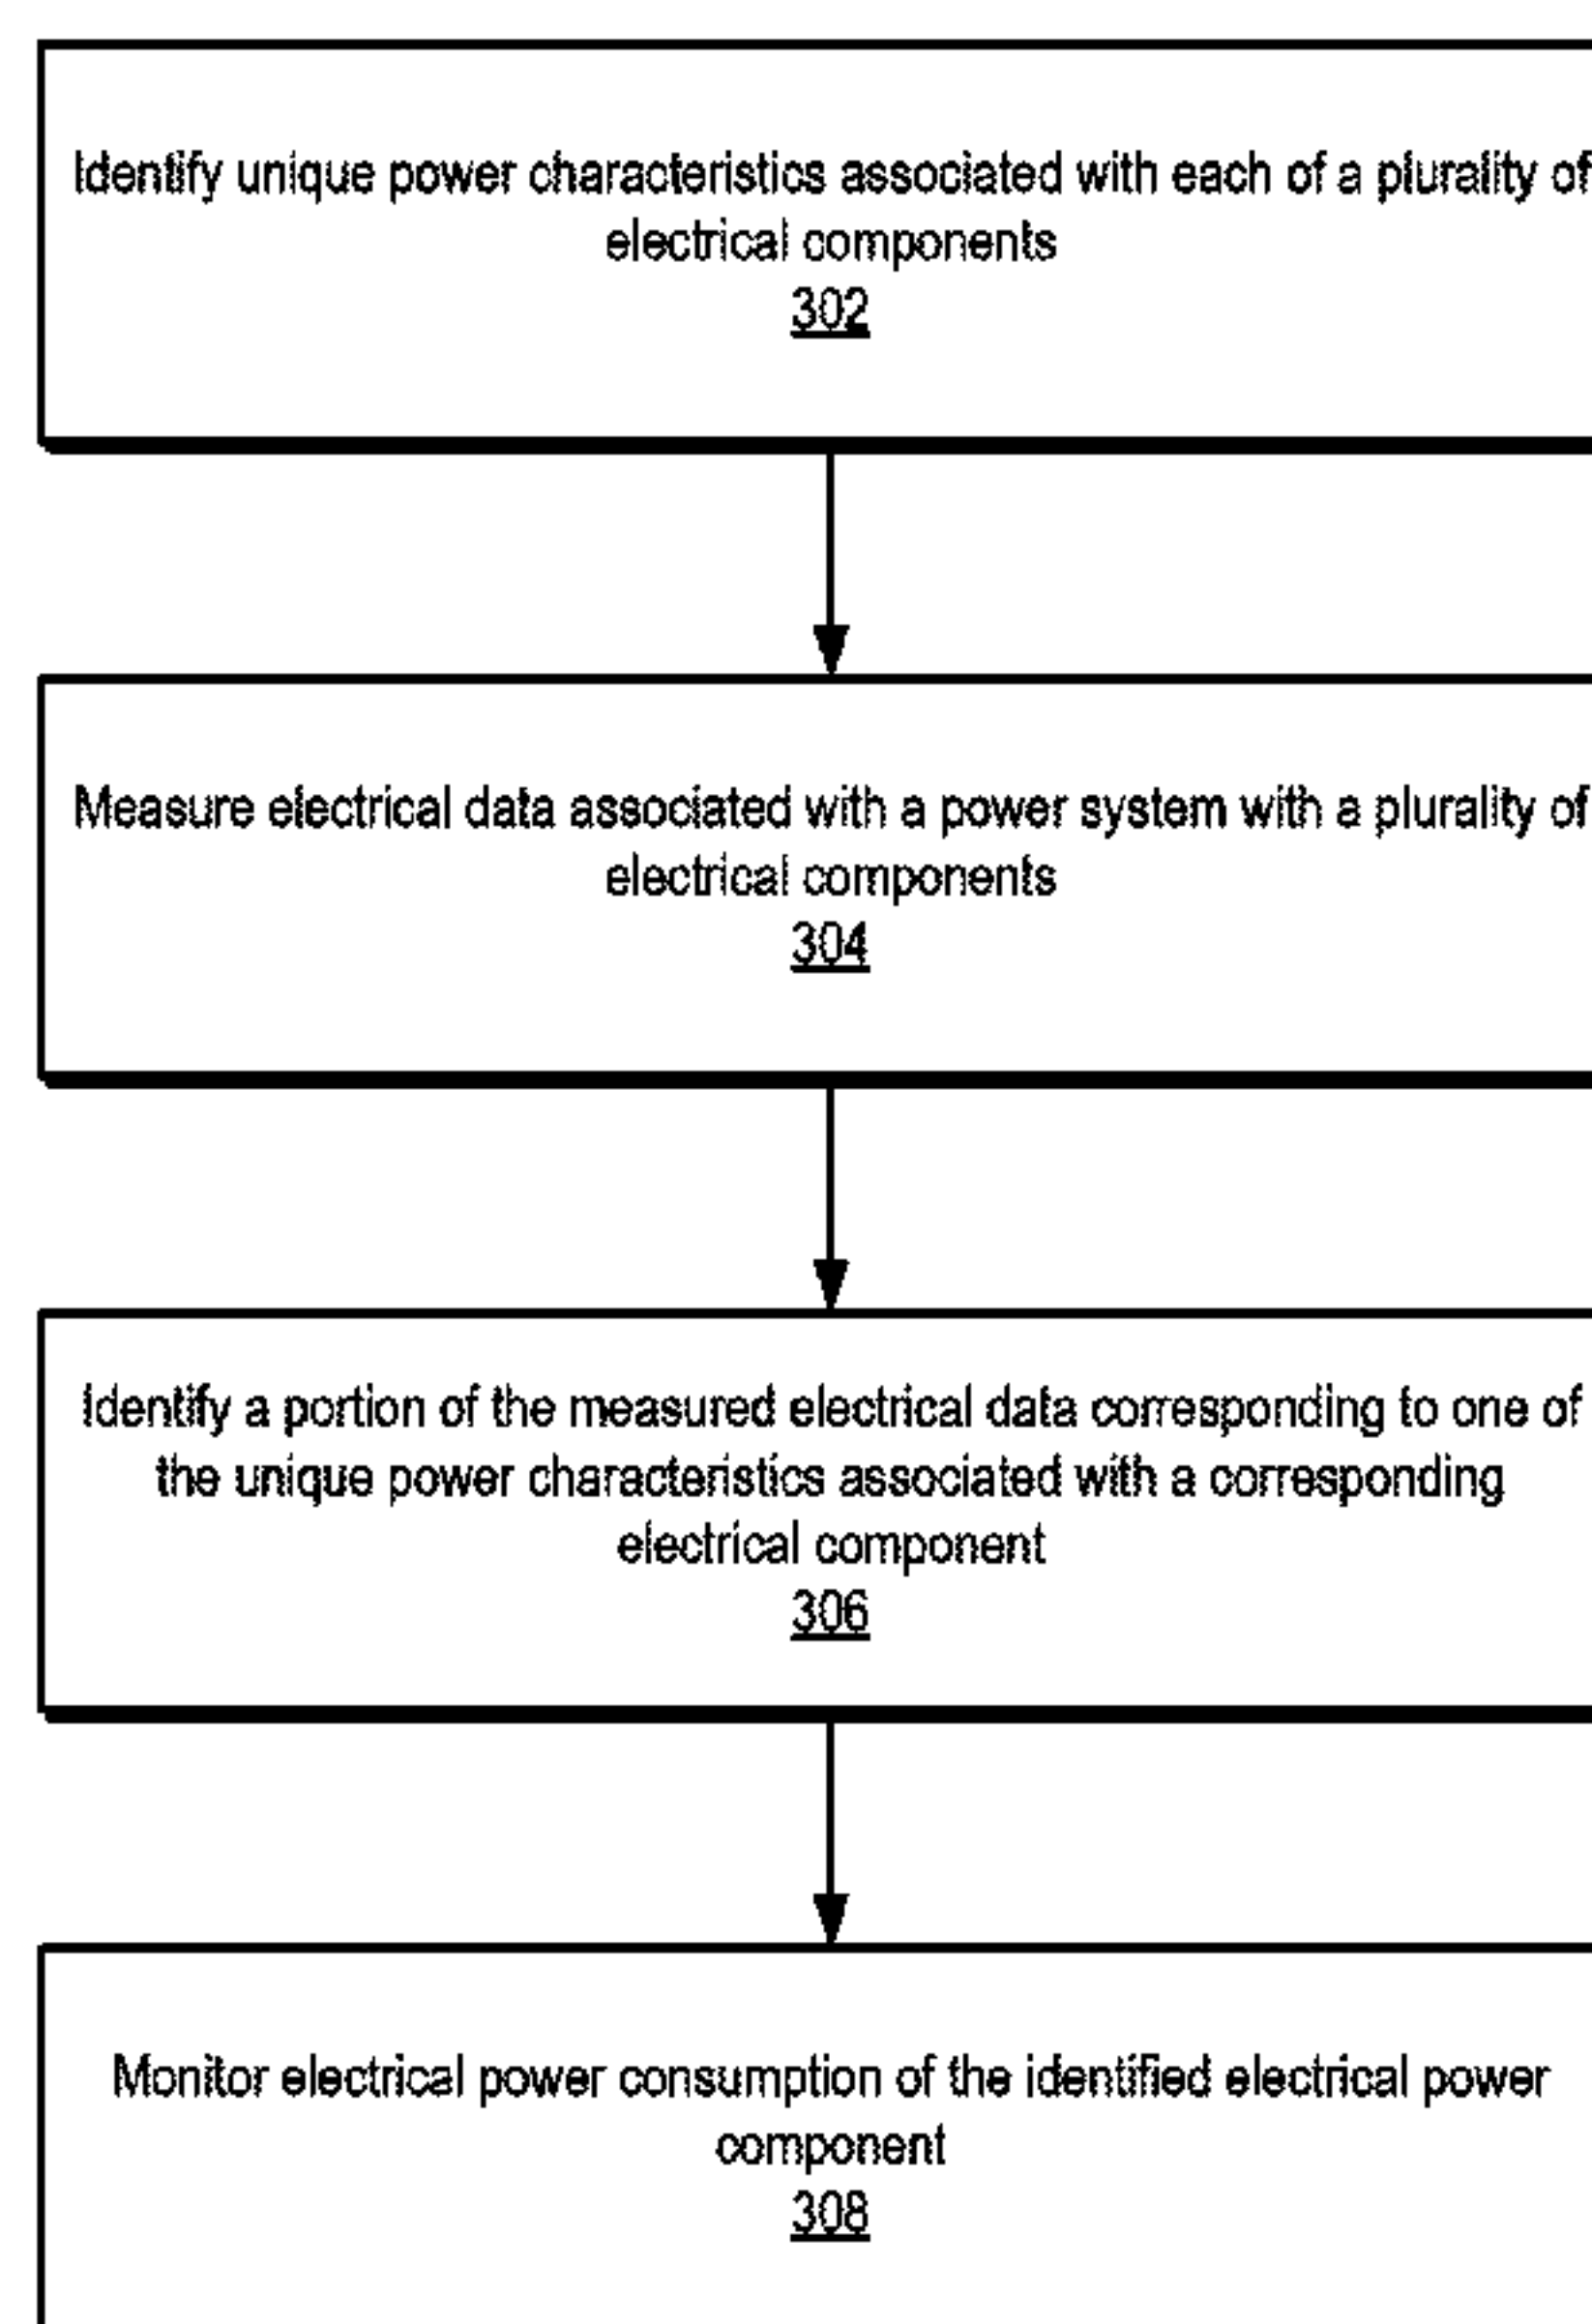 Identify unique power characteristics associated with each of a plurality of
electrical components
302
Measure electrical data associated with a power system with a plurality of
electrical components
304
Identify a portion of the measured electrical data corresponding to one of
the unique power characteristics associated with a corresponding
electrical component
306
Monitor electrical power consumption of the identified electrical power
component
308